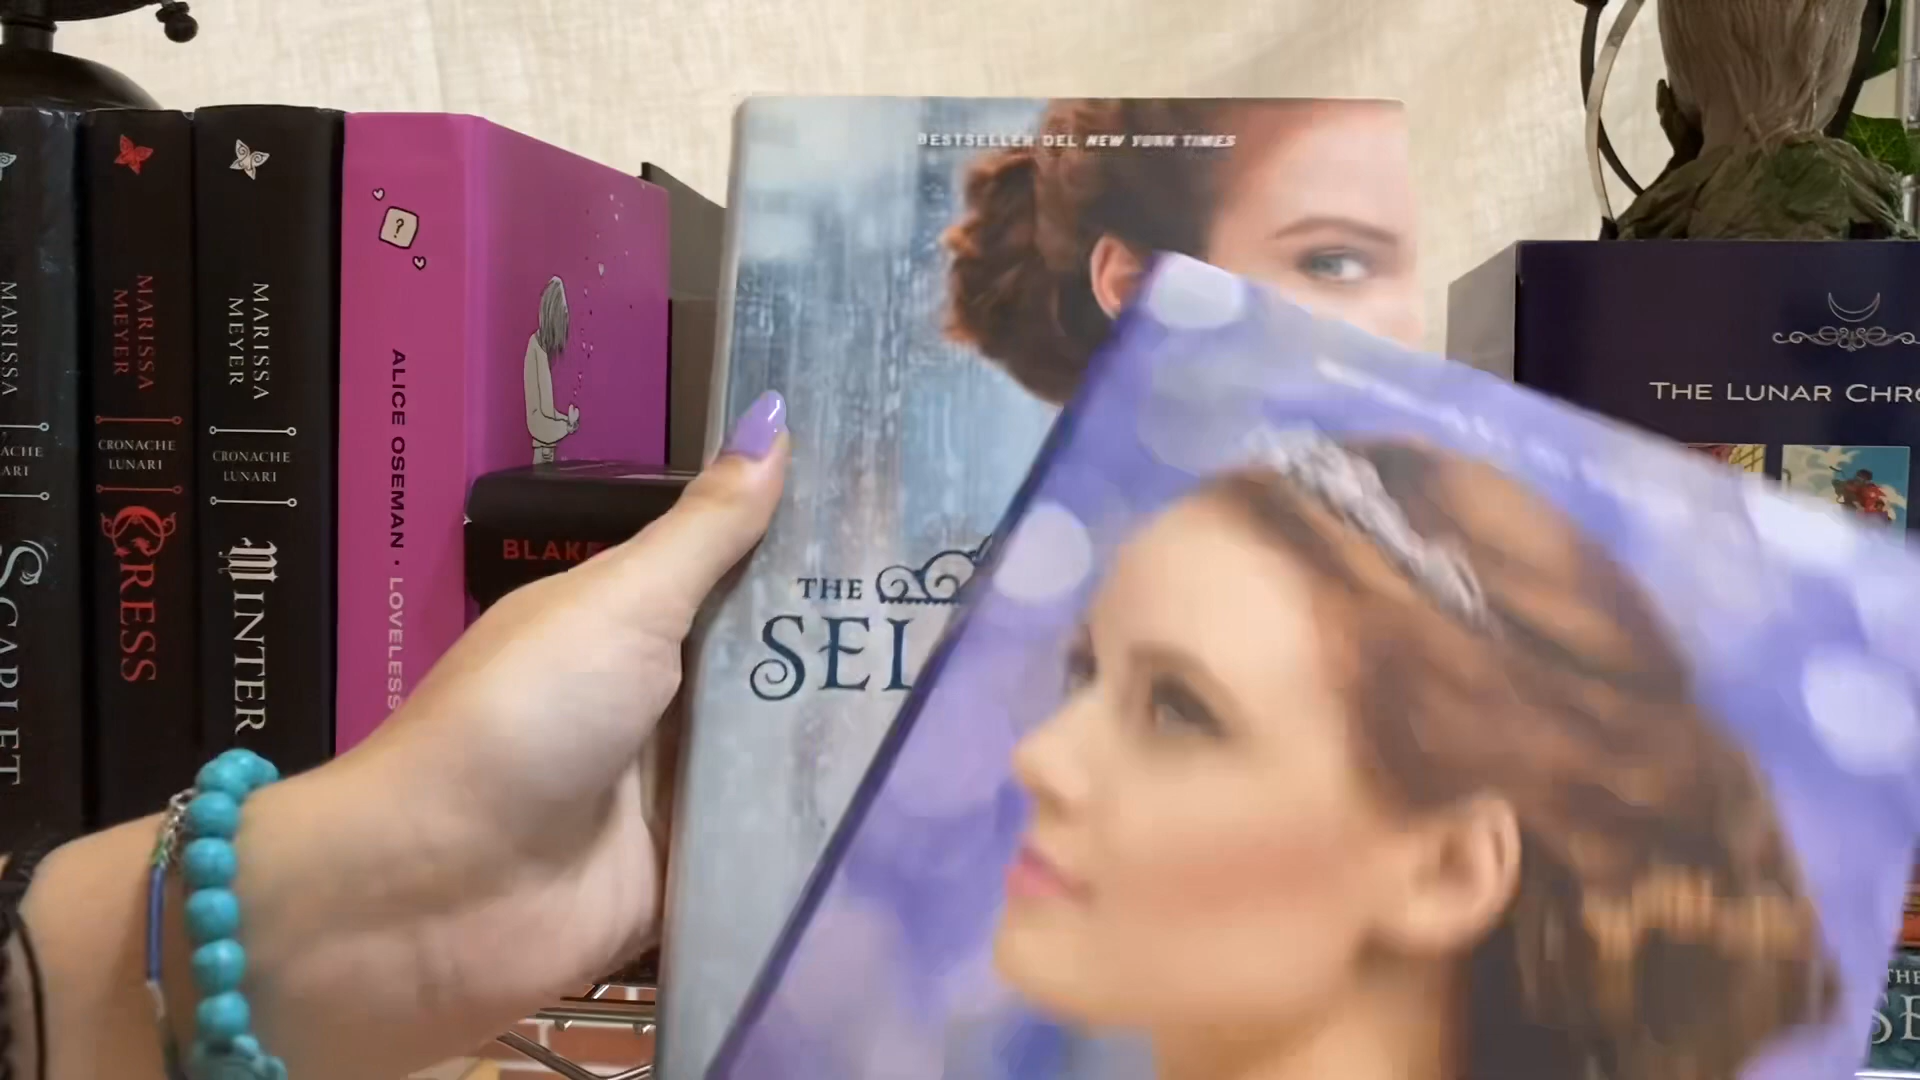 MARISSA
ACHE
ARI
SCARLET
MARISSA
MEYER
CRONACHE
LUNARI
CRESS
MARISSA
MEYER
CRONACHE
LUNARI
WINTER
?
ALICE OSEMAN · LOVELESS
BLAKE
BESTSELLER DEL NEW YORK TIMES
THE
SEL
THE LUNAR CHRO
THE
SE